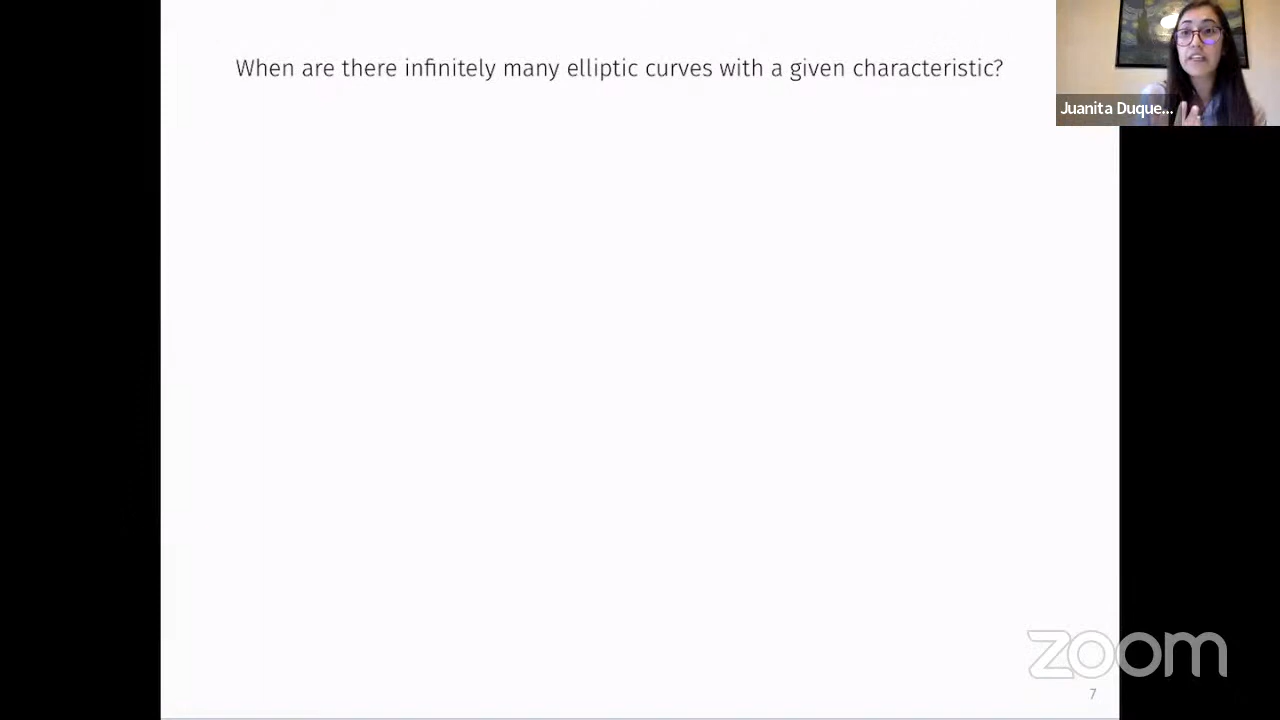 When are there infinitely many elliptic curves with a given characteristic?
Juanita Duque...
zoom
7